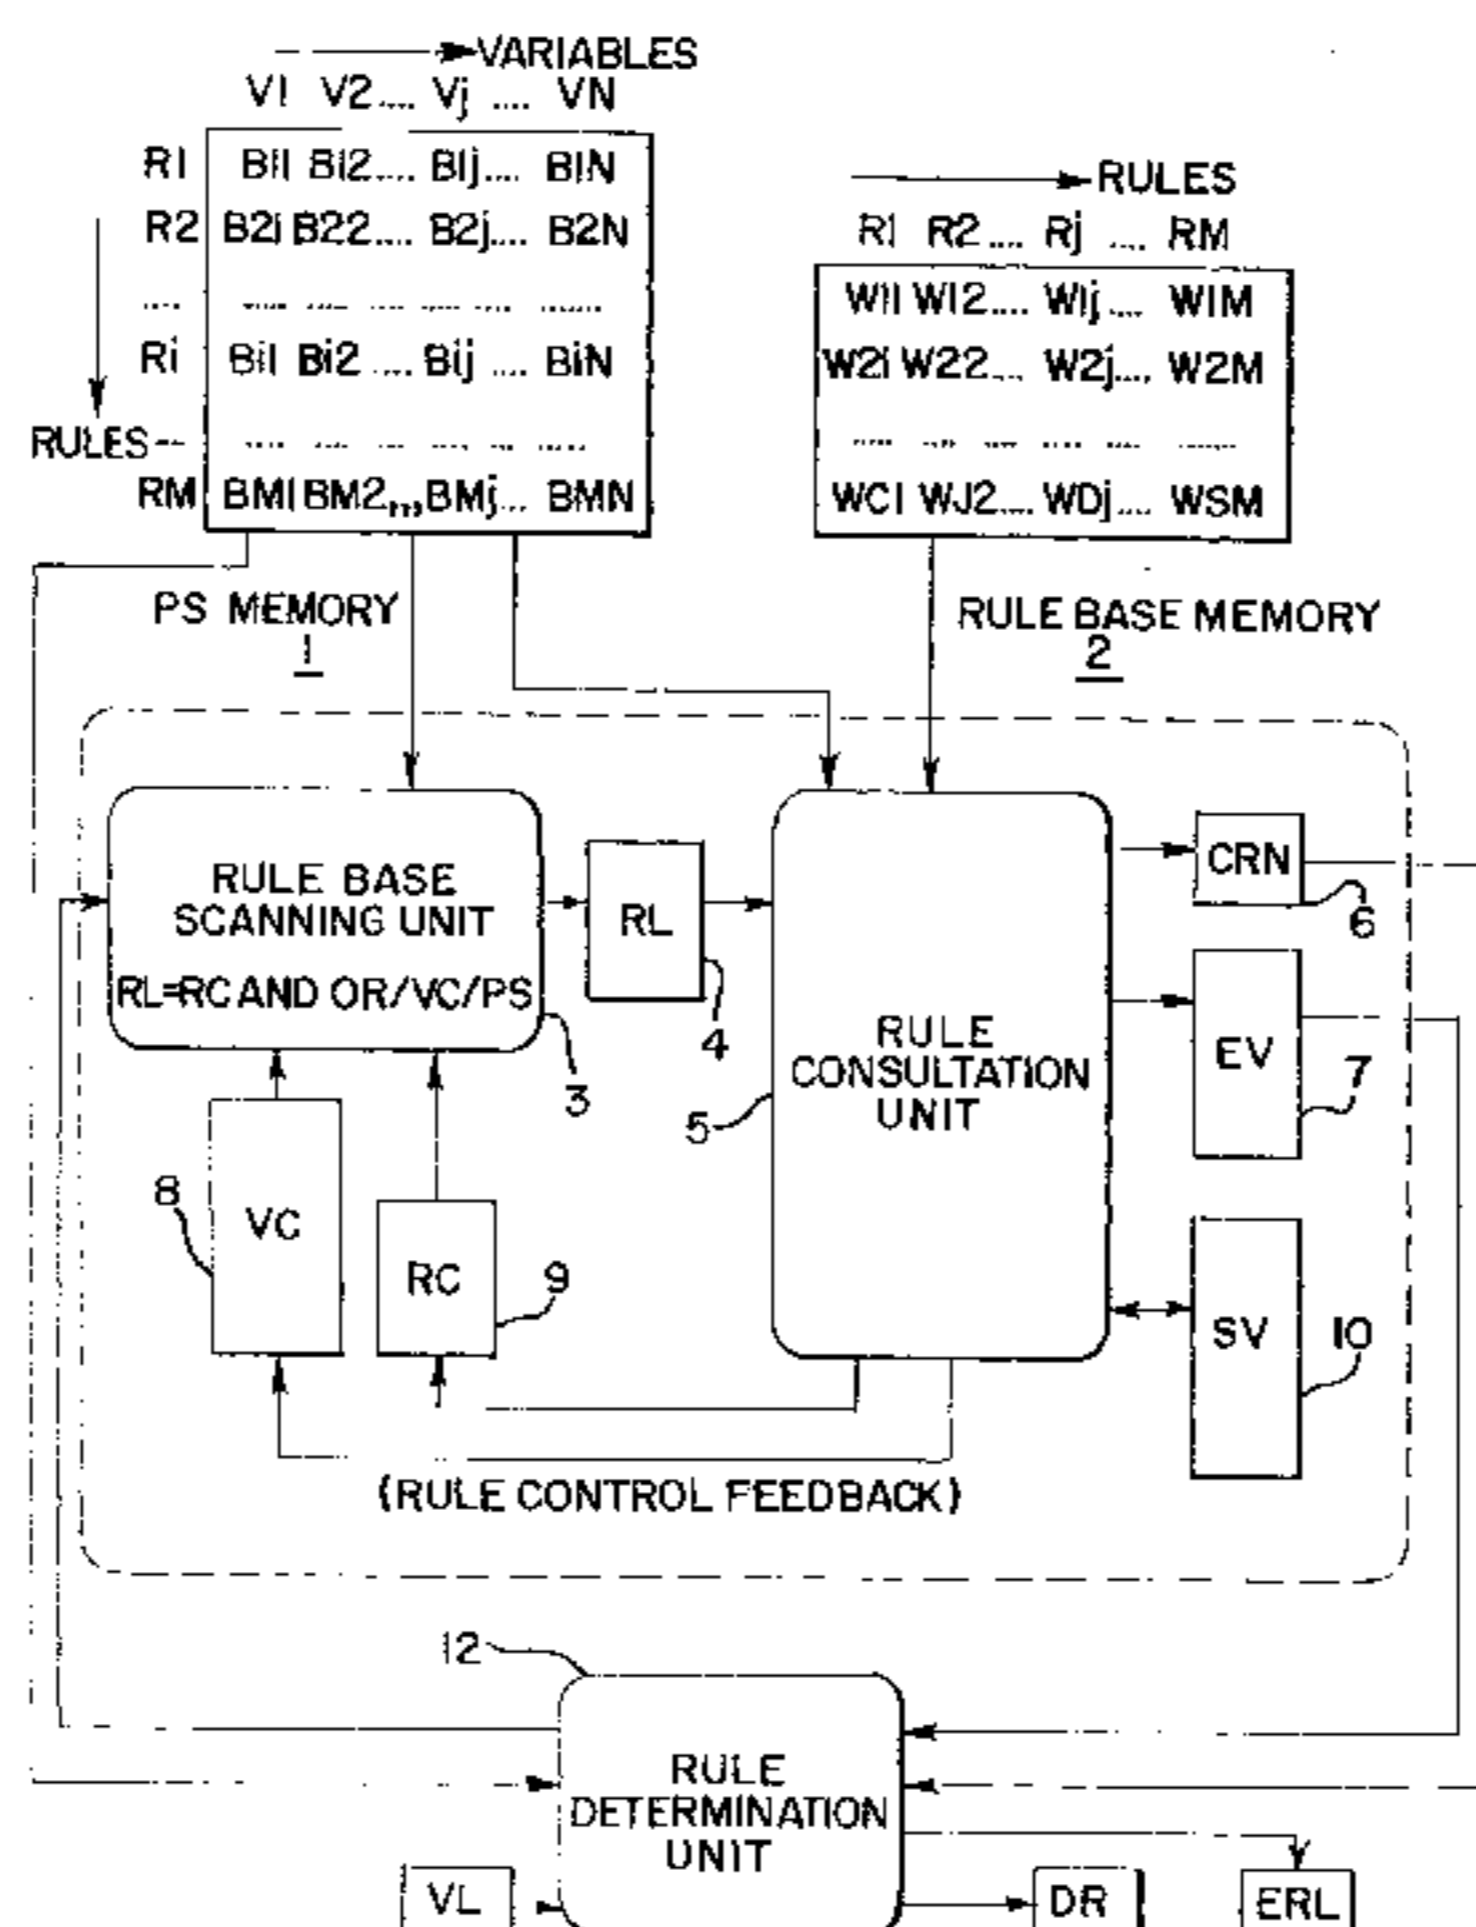 VARIABLES
V1 V2.... Vj .... VN
R1 B11 B12.... B1j.... B1N
R2 B21 B22.... B2j.... B2N
.... .... .... .... .... ......
Ri Bi1 Bi2 .... Bij .... BiN
RULES-- .... .... .... .... .....
RM BM1 BM2,,,,BMj... BMN
RULES
R1 R2 .... Rj .... RM
W11 W12.... W1j.... W1M
W21 W22.... W2j...., W2M
.... .... .... .... .... ......
WC1 WJ2.... WDj.... WSM
PS MEMORY
1
RULE BASE MEMORY
2
RULE BASE
SCANNING UNIT
RL=RC AND OR/VC/PS
3
RL
4
RULE
CONSULTATION
UNIT
5
CRN
6
EV
7
VC
8
RC
9
SV
10
(RULE CONTROL FEEDBACK)
12
RULE
DETERMINATION
UNIT
VL
DR
ERL